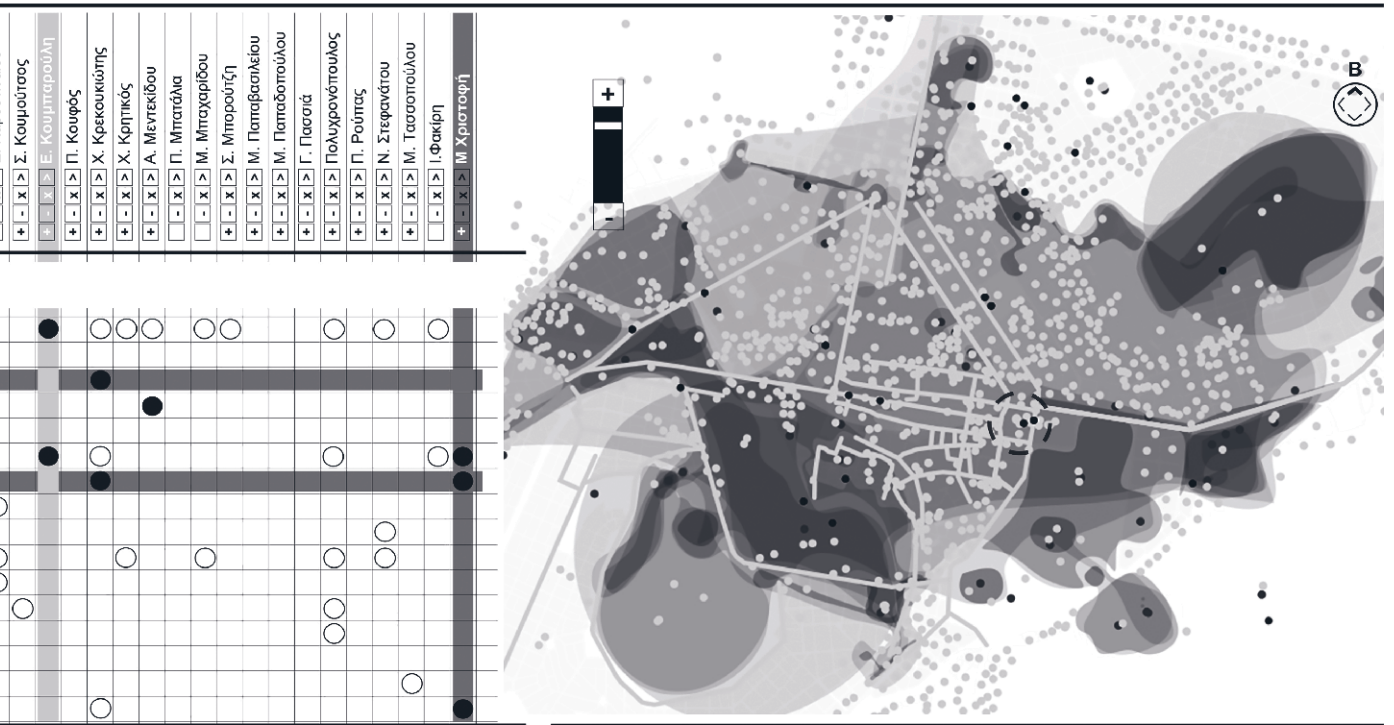 + - x > Σ. Κουμούτσος
+ - x > Ε. Κουμπαρούλη
+ - x > Π. Κουφός
+ - x > Χ. Κρεκουκιώτης
+ - x > Χ. Κρητικός
+ - x > Α. Μεντεκίδου
- x > Π. Μπατάλια
- x > Μ. Μπαχαρίδου
+ - x > Σ. Μπορούτζη
+ - x > Μ. Παπαβασιλείου
+ - x > Μ. Παπαδοπούλου
+ - x > Γ. Πασσιά
+ - x > Πολυχρονόπουλος
+ - x > Π. Ρούπας
+ - x > Ν. Στεφανάτου
+ - x > Μ. Τασσοπούλου
- x > Ι.Φακίρη
+ - x > Μ Χριστοφή
+
-
Β